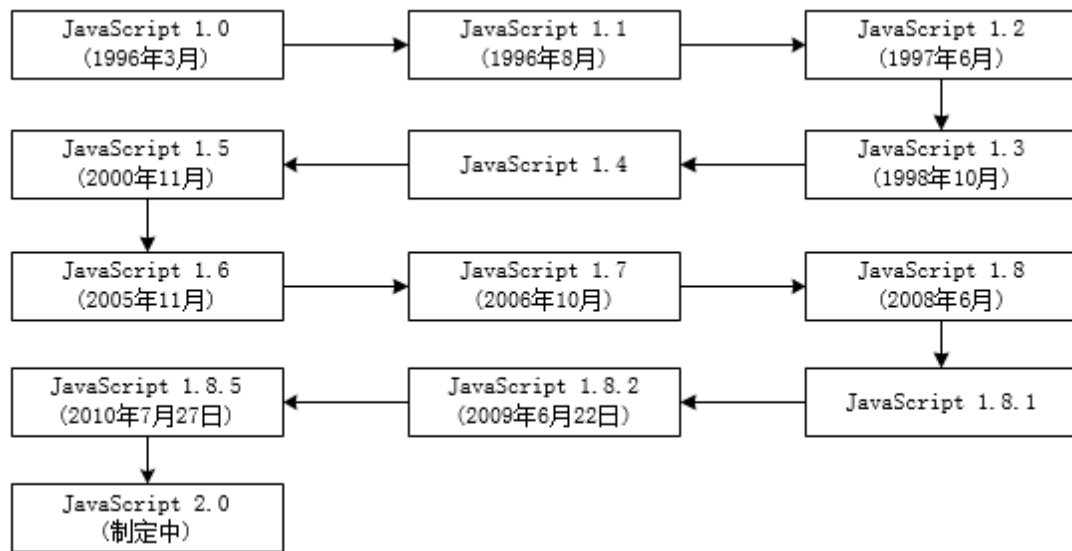 JavaScript 1.0
(1996年3月)
JavaScript 1.1
(1996年8月)
JavaScript 1.2
(1997年6月)
JavaScript 1.3
(1998年10月)
JavaScript 1.4
JavaScript 1.5
(2000年11月)
JavaScript 1.6
(2005年11月)
JavaScript 1.7
(2006年10月)
JavaScript 1.8
(2008年6月)
JavaScript 1.8.1
JavaScript 1.8.2
(2009年6月22日)
JavaScript 1.8.5
(2010年7月27日)
JavaScript 2.0
(制定中)